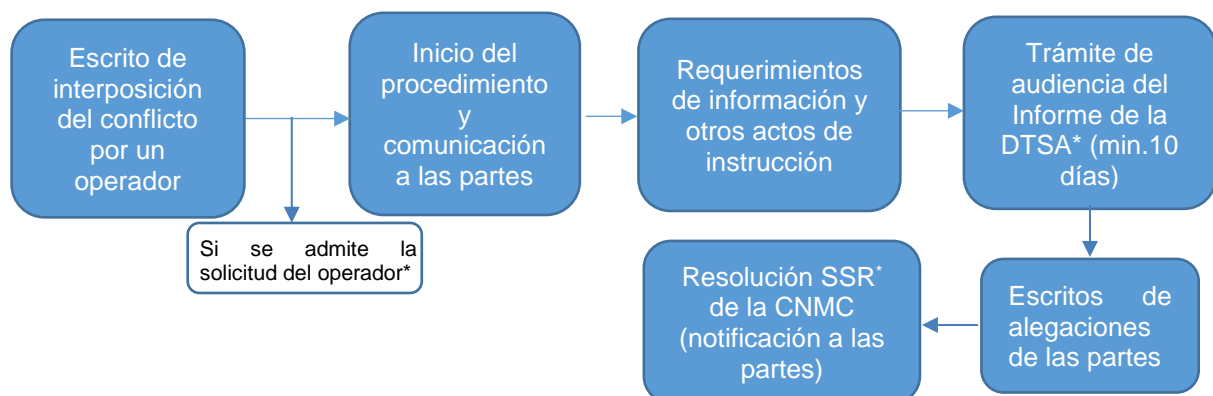 Escrito de
interposición
del conflicto
por un
operador
Si se admite la
solicitud del operador*
Inicio del
procedimiento
y
comunicación
a las partes
Requerimientos
de información y
otros actos de
instrucción
Trámite de
audiencia del
Informe de la
DTSA* (min.10
días)
Escritos de
alegaciones
de las partes
Resolución SSR*
de la CNMC
(notificación a las
partes)